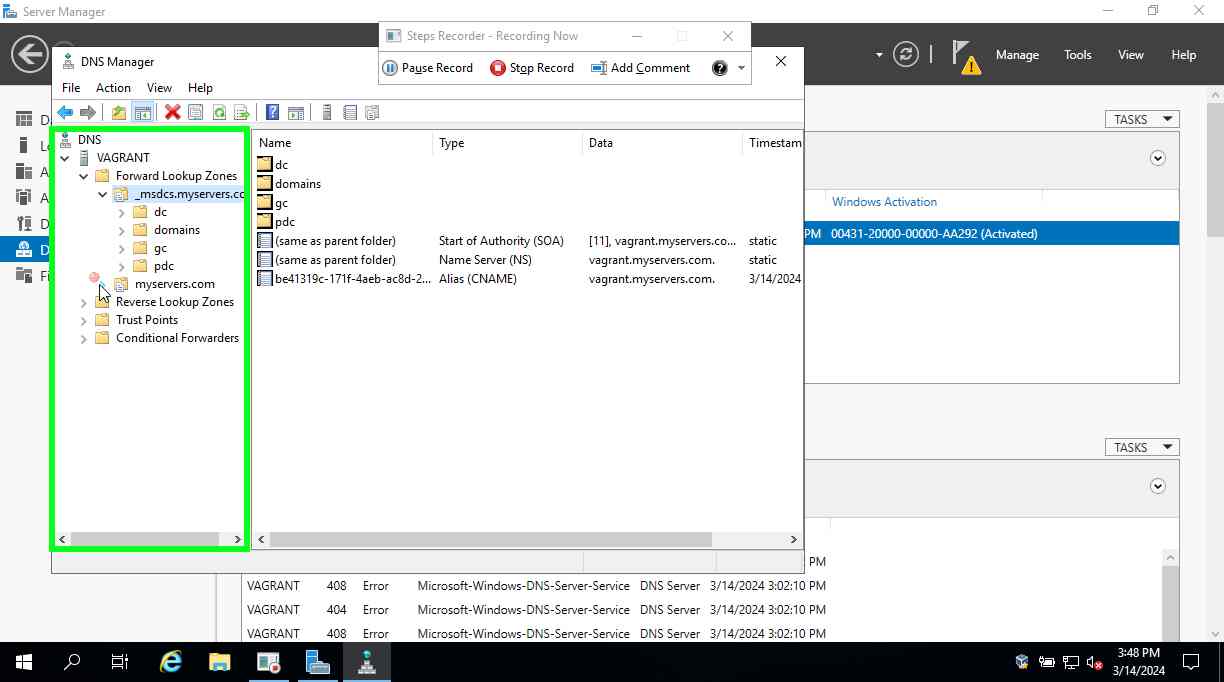 Server Manager
Steps Recorder - Recording Now
Pause Record
Stop Record
Add Comment
Manage
Tools
View
Help
DNS Manager
File
Action
View
Help
DNS
VAGRANT
Forward Lookup Zones
_msdcs.myservers.co
dc
domains
gc
pdc
myservers.com
Reverse Lookup Zones
Trust Points
Conditional Forwarders
Name Type Data Timestam
dc
domains
gc
pdc
(same as parent folder) Start of Authority (SOA) [11], vagrant.myservers.co... static
(same as parent folder) Name Server (NS) vagrant.myservers.com. static
be41319c-171f-4aeb-ac8d-2... Alias (CNAME) vagrant.myservers.com. 3/14/2024
TASKS
Windows Activation
PM 00431-20000-00000-AA292 (Activated)
TASKS
PM
VAGRANT 408 Error Microsoft-Windows-DNS-Server-Service DNS Server 3/14/2024 3:02:10 PM
VAGRANT 404 Error Microsoft-Windows-DNS-Server-Service DNS Server 3/14/2024 3:02:10 PM
VAGRANT 408 Error Microsoft-Windows-DNS-Server-Service DNS Server 3/14/2024 3:02:10 PM
3:48 PM
3/14/2024